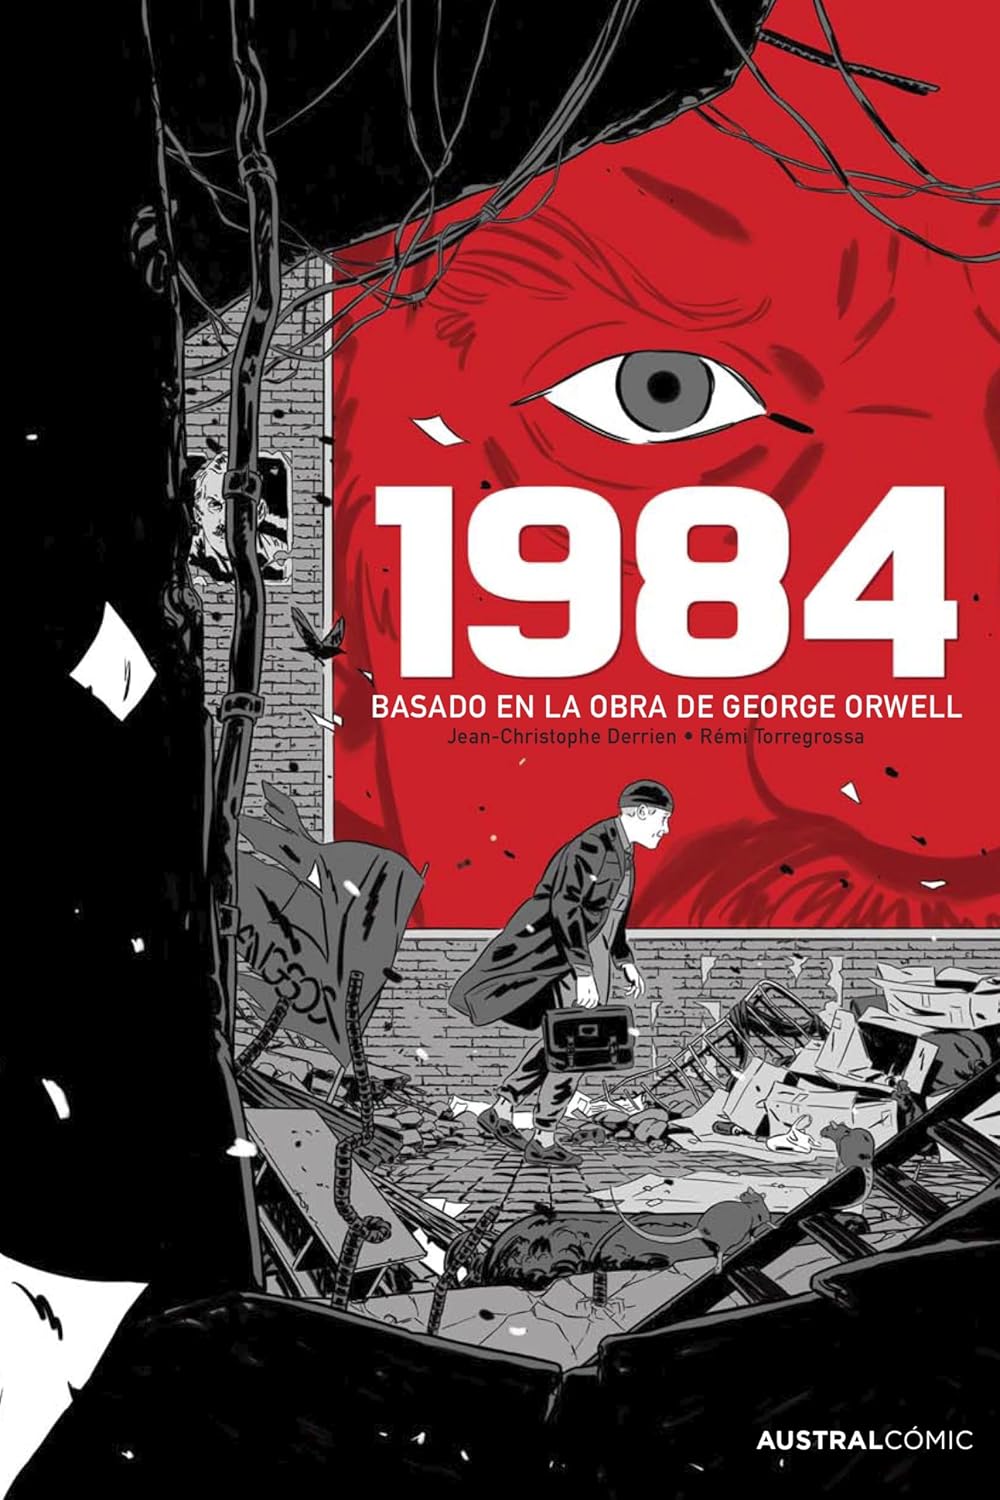 1984
BASADO EN LA OBRA DE GEORGE ORWELL
Jean-Christophe Derrien • Rémi Torregrossa
AUSTRALCÓMIC